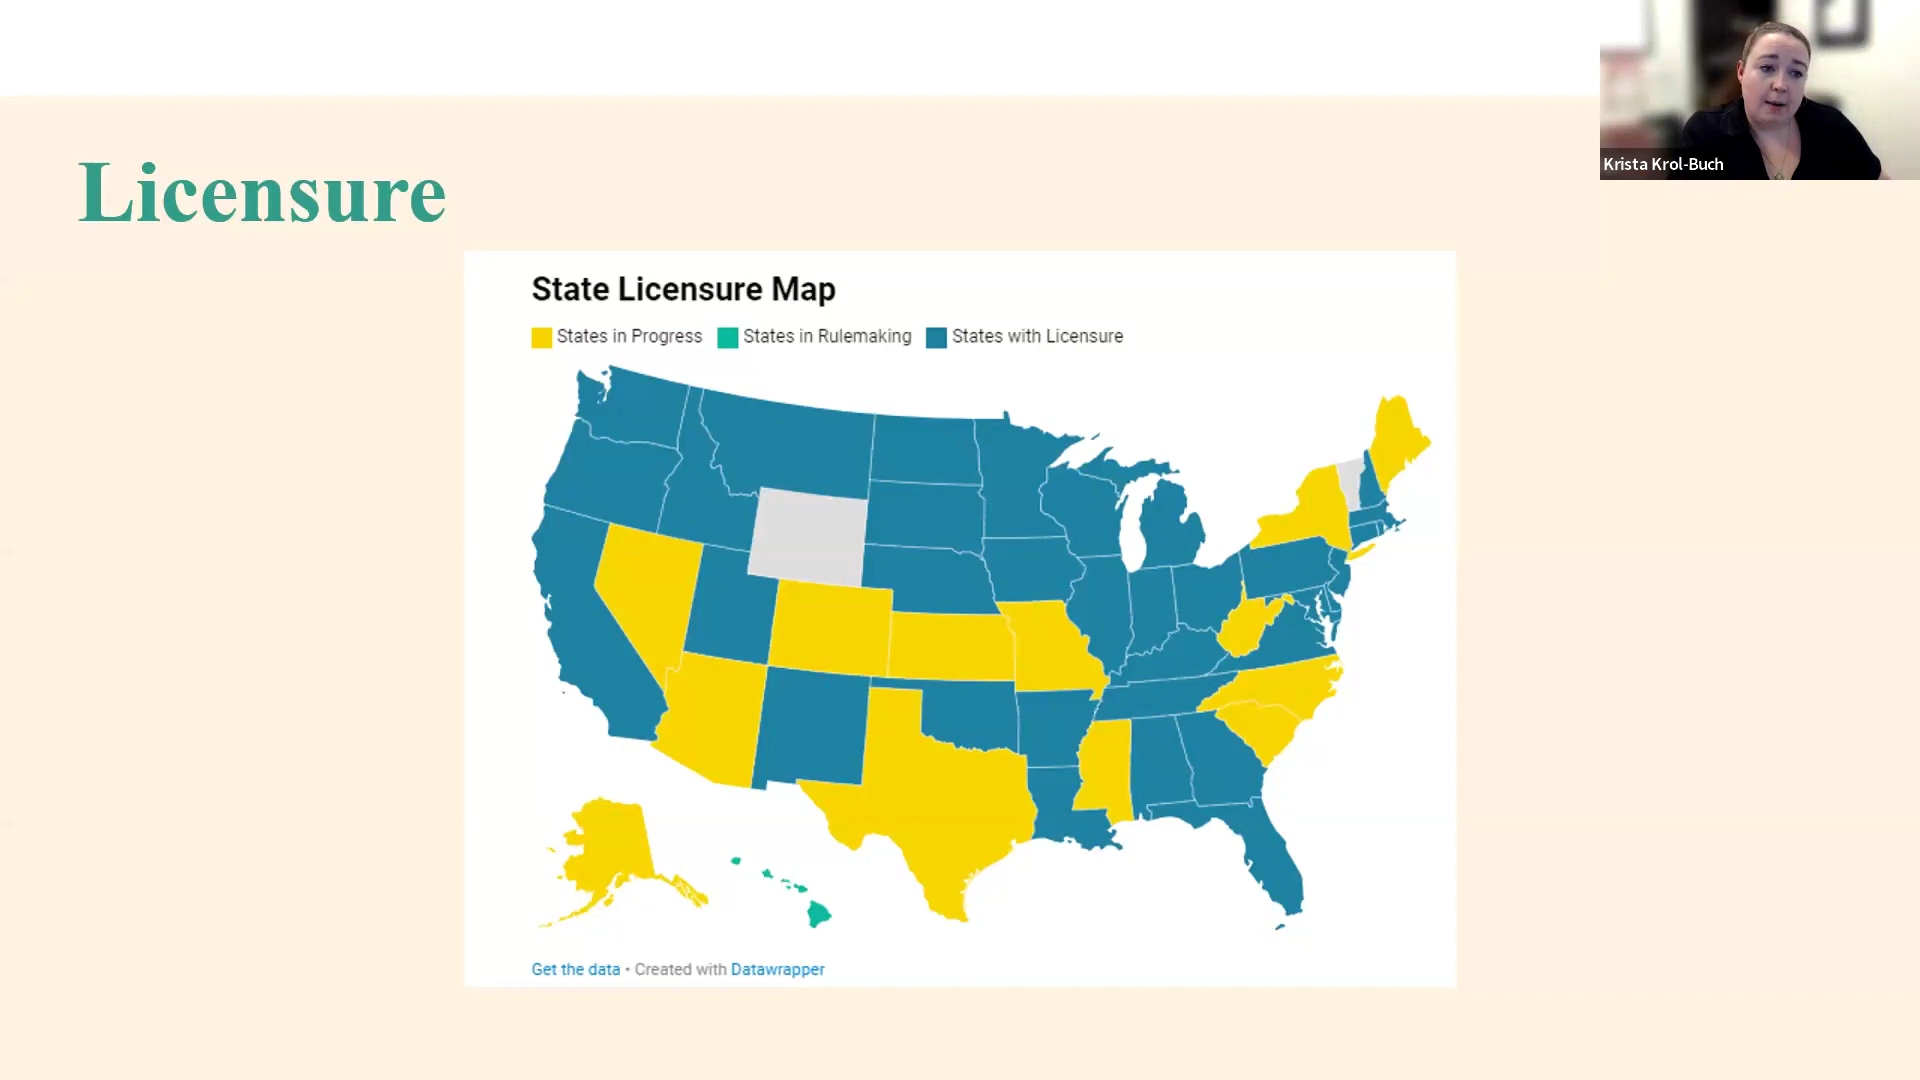 Krista Krol-Buch
Licensure
State Licensure Map
States in Progress States in Rulemaking States with Licensure
Get the data • Created with Datawrapper